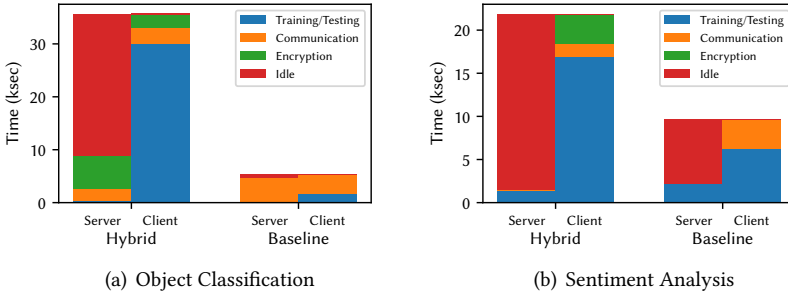 Time (ksec)
30
20
10
0
Training/Testing
Communication
Encryption
Idle
Server Client Server Client
Hybrid Baseline
(a) Object Classification
Time (ksec)
20
15
10
5
0
Training/Testing
Communication
Encryption
Idle
Server Client Server Client
Hybrid Baseline
(b) Sentiment Analysis